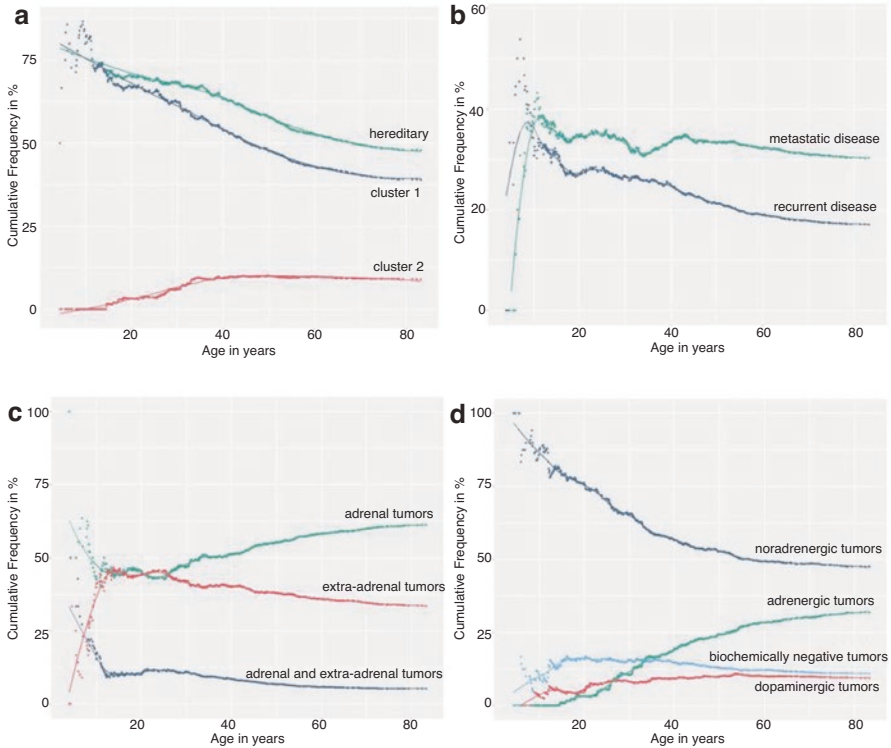 a
Cumulative Frequency in %
75
50
25
0
hereditary
cluster 1
cluster 2
20 40 60 80
Age in years
b
Cumulative Frequency in %
60
40
20
0
metastatic disease
recurrent disease
20 40 60 80
Age in years
c
Cumulative Frequency in %
100
75
50
25
0
adrenal tumors
extra-adrenal tumors
adrenal and extra-adrenal tumors
20 40 60 80
Age in years
d
Cumulative Frequency in %
100
75
50
25
0
noradrenergic tumors
adrenergic tumors
biochemically negative tumors
dopaminergic tumors
20 40 60 80
Age in years